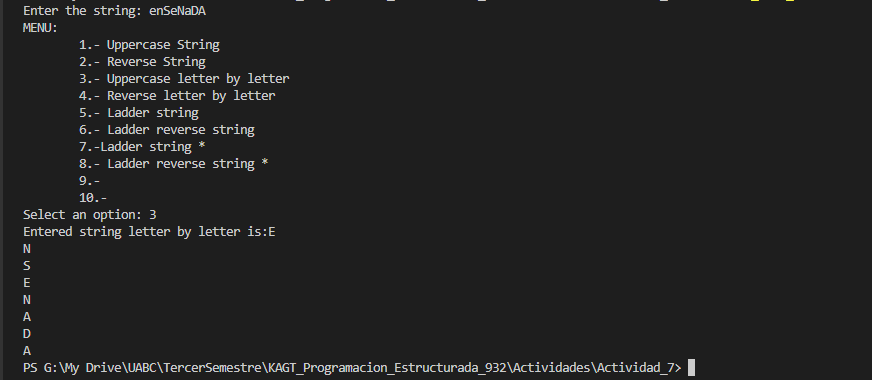 Enter the string: enSeNaDA
MENU:
1.- Uppercase String
2.- Reverse String
3.- Uppercase letter by letter
4.- Reverse letter by letter
5.- Ladder string
6.- Ladder reverse string
7.-Ladder string *
8.- Ladder reverse string *
9.-
10.-
Select an option: 3
Entered string letter by letter is:E
N
S
E
N
A
D
A
PS G:\My Drive\UABC\TercerSemestre\KAGT_Programacion_Estructurada_932\Actividades\Actividad_7>